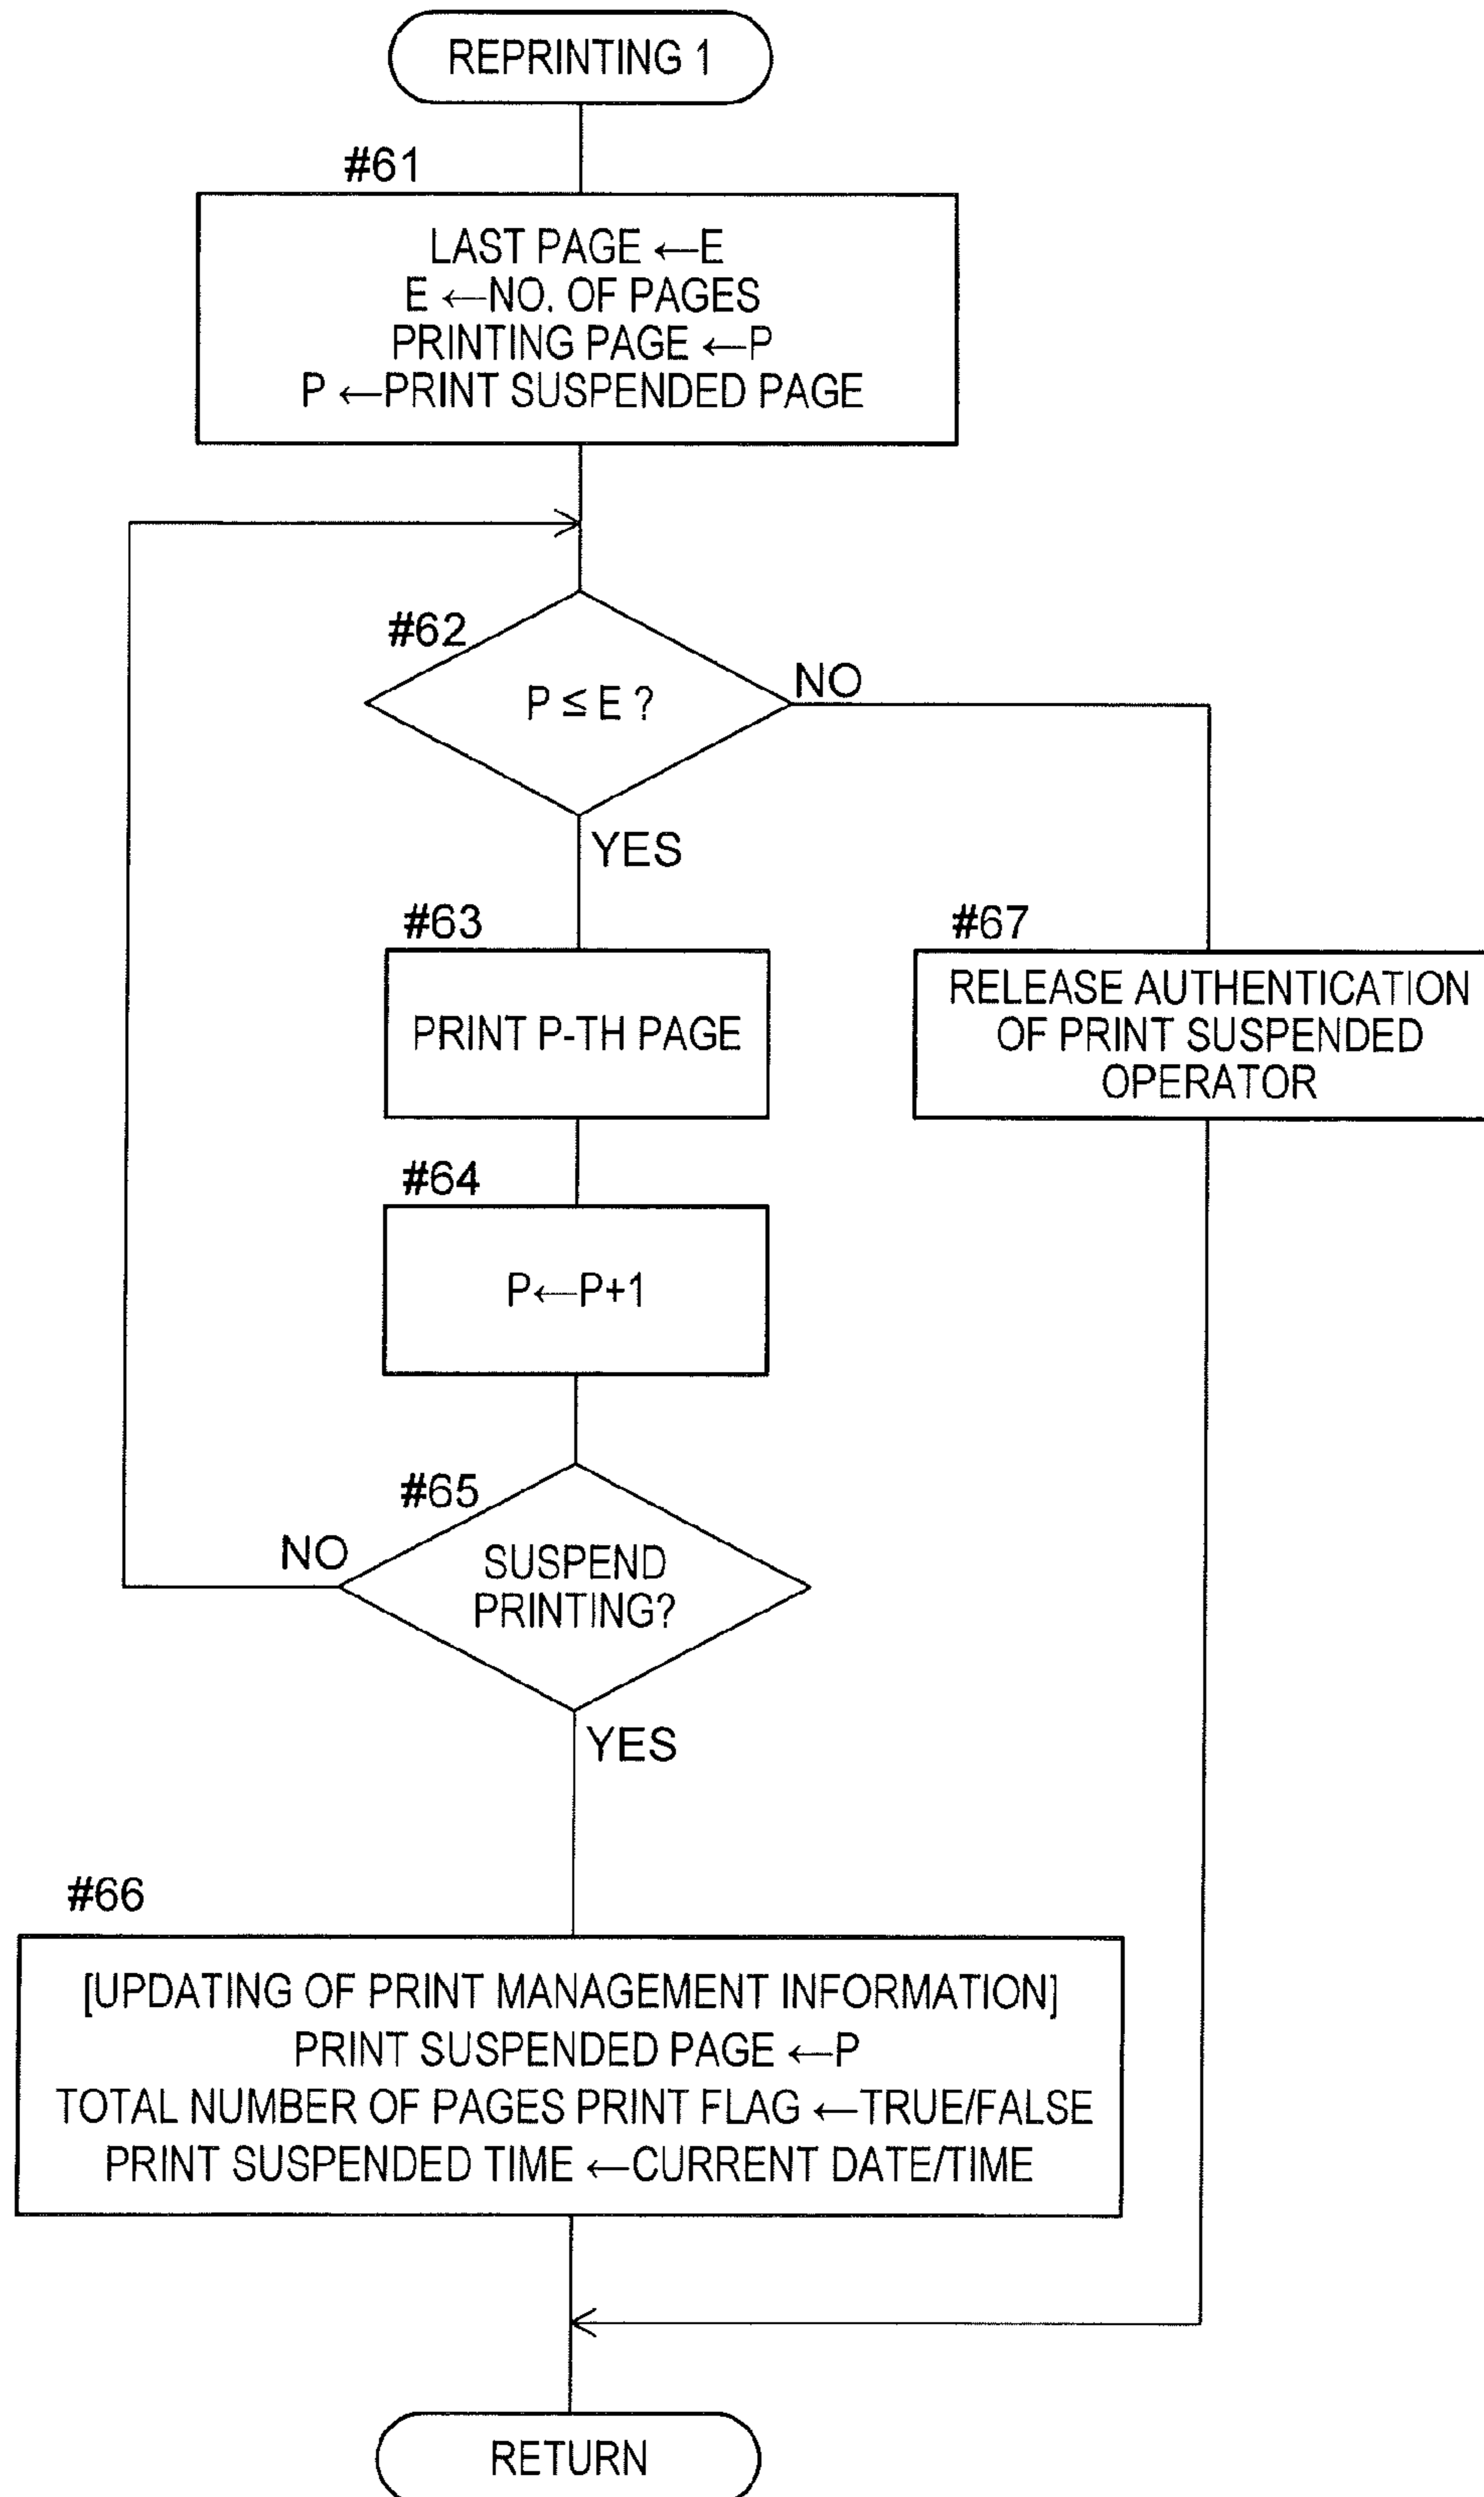 REPRINTING 1
#61
LAST PAGE ←E
E ←NO. OF PAGES
PRINTING PAGE ←P
P ←PRINT SUSPENDED PAGE
#62
P ≤ E ?
NO
YES
#63
PRINT P-TH PAGE
#67
RELEASE AUTHENTICATION
OF PRINT SUSPENDED
OPERATOR
#64
P←P+1
#65
NO
SUSPEND
PRINTING?
YES
#66
[UPDATING OF PRINT MANAGEMENT INFORMATION]
PRINT SUSPENDED PAGE ←P
TOTAL NUMBER OF PAGES PRINT FLAG ←TRUE/FALSE
PRINT SUSPENDED TIME ←CURRENT DATE/TIME
RETURN